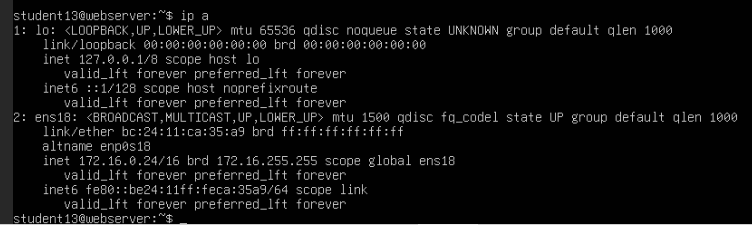 student13@webserver:~$ ip a
1: lo: <LOOPBACK,UP,LOWER_UP> mtu 65536 qdisc noqueue state UNKNOWN group default qlen 1000
    link/loopback 00:00:00:00:00:00 brd 00:00:00:00:00:00
    inet 127.0.0.1/8 scope host lo
       valid_lft forever preferred_lft forever
    inet6 ::1/128 scope host noprefixroute
       valid_lft forever preferred_lft forever
2: ens18: <BROADCAST,MULTICAST,UP,LOWER_UP> mtu 1500 qdisc fq_codel state UP group default qlen 1000
    link/ether bc:24:11:ca:35:a9 brd ff:ff:ff:ff:ff:ff
    altname enp0s18
    inet 172.16.0.24/16 brd 172.16.255.255 scope global ens18
       valid_lft forever preferred_lft forever
    inet6 fe80::be24:11ff:feca:35a9/64 scope link
       valid_lft forever preferred_lft forever
student13@webserver:~$ _